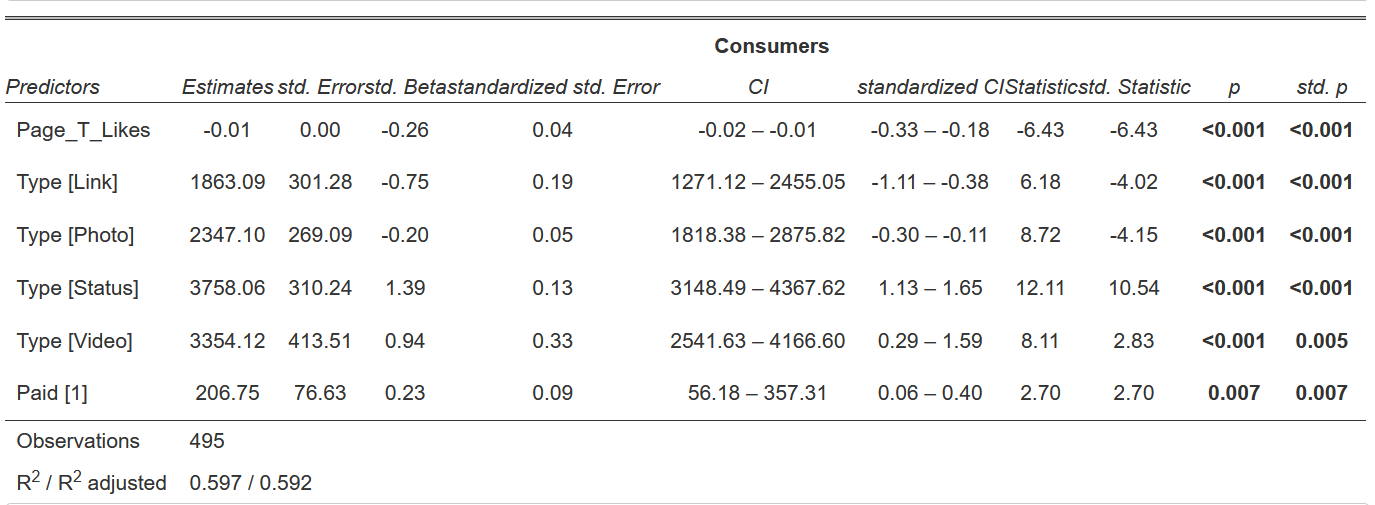 Consumers
Predictors Estimates std. Error std. Beta standardized std. Error CI standardized CI Statistic std. Statistic p std. p
Page_T_Likes -0.01 0.00 -0.26 0.04 -0.02 – -0.01 -0.33 – -0.18 -6.43 -6.43 <0.001 <0.001
Type [Link] 1863.09 301.28 -0.75 0.19 1271.12 – 2455.05 -1.11 – -0.38 6.18 -4.02 <0.001 <0.001
Type [Photo] 2347.10 269.09 -0.20 0.05 1818.38 – 2875.82 -0.30 – -0.11 8.72 -4.15 <0.001 <0.001
Type [Status] 3758.06 310.24 1.39 0.13 3148.49 – 4367.62 1.13 – 1.65 12.11 10.54 <0.001 <0.001
Type [Video] 3354.12 413.51 0.94 0.33 2541.63 – 4166.60 0.29 – 1.59 8.11 2.83 <0.001 0.005
Paid [1] 206.75 76.63 0.23 0.09 56.18 – 357.31 0.06 – 0.40 2.70 2.70 0.007 0.007
Observations 495
R² / R² adjusted 0.597 / 0.592